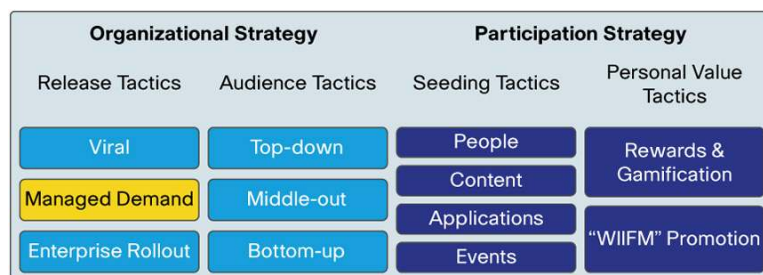 Organizational Strategy
Participation Strategy
Release Tactics
Audience Tactics
Seeding Tactics
Personal Value
Tactics
Viral
Managed Demand
Enterprise Rollout
Top-down
Middle-out
Bottom-up
People
Content
Applications
Events
Rewards &
Gamification
“WIIFM” Promotion